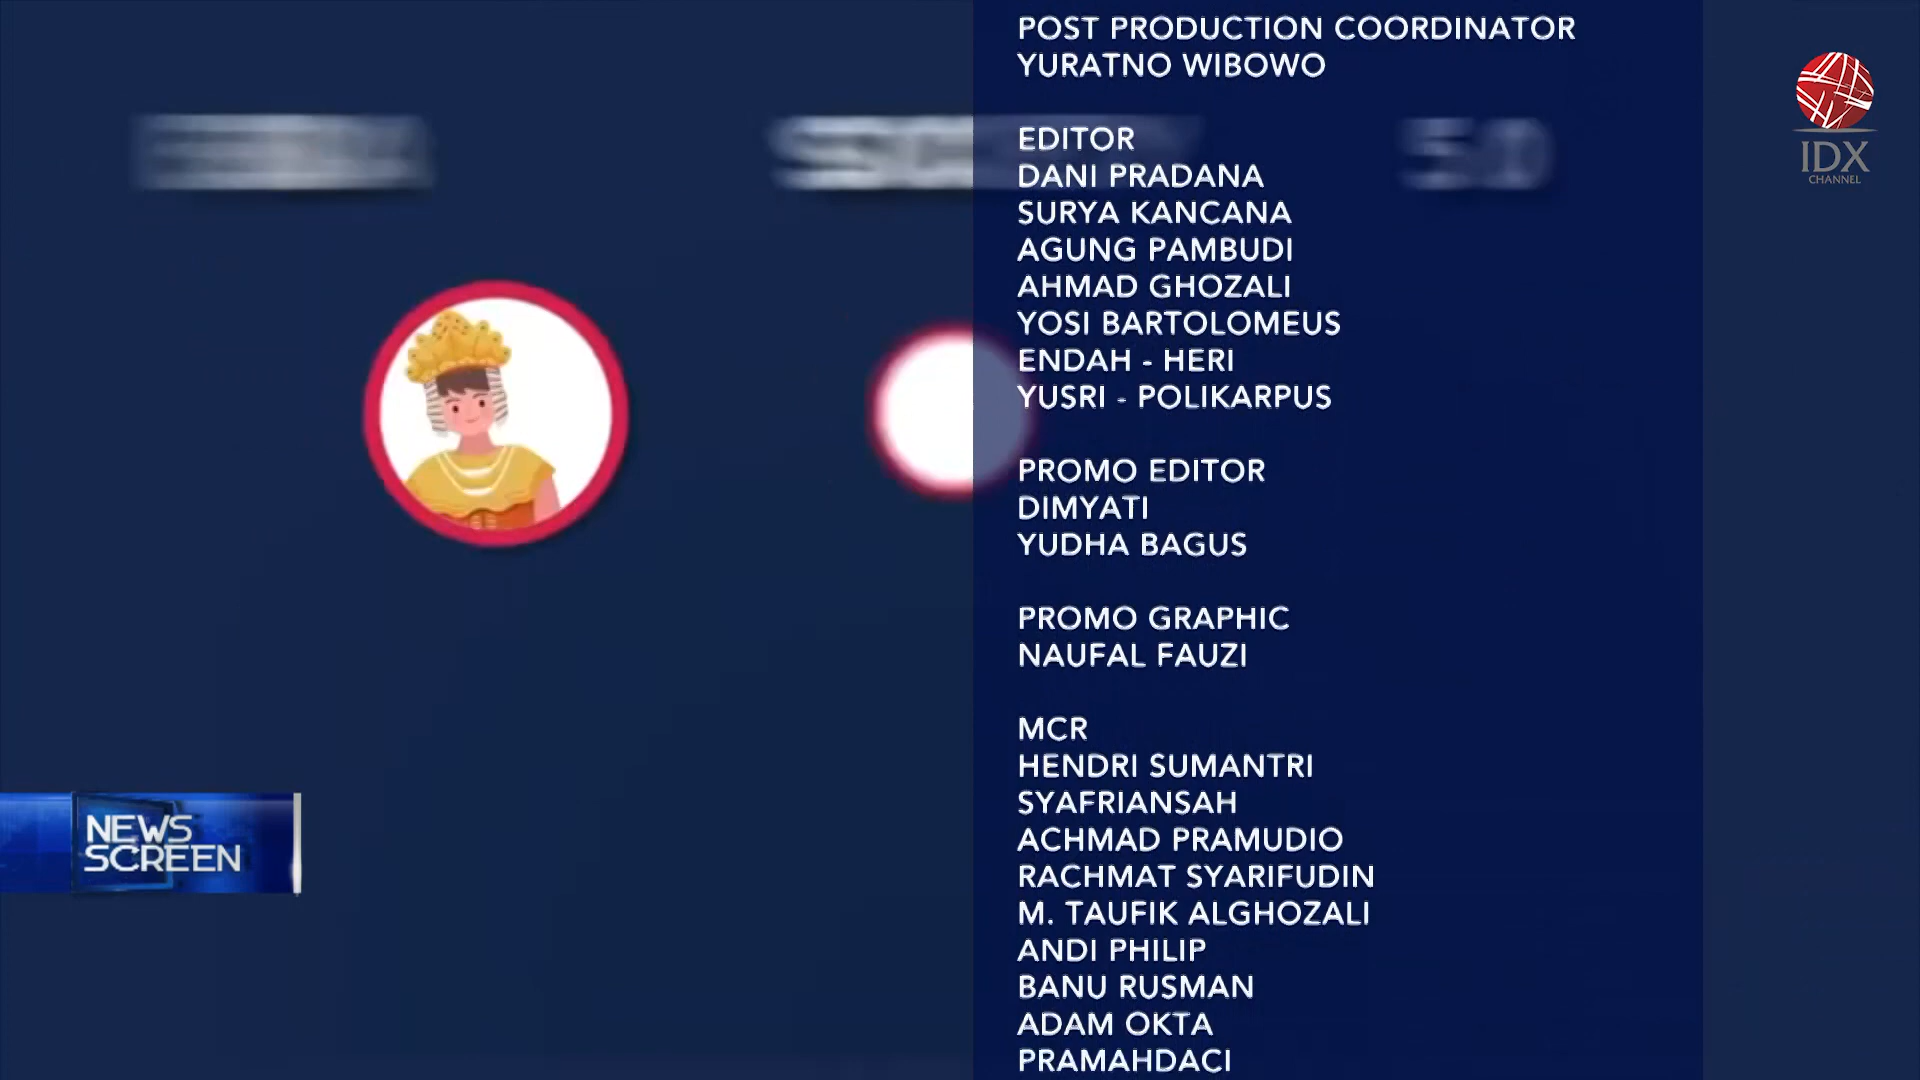 POST PRODUCTION COORDINATOR
YURATNO WIBOWO
EDITOR
DANI PRADANA
SURYA KANCANA
AGUNG PAMBUDI
AHMAD GHOZALI
YOSI BARTOLOMEUS
ENDAH - HERI
YUSRI - POLIKARPUS
PROMO EDITOR
DIMYATI
YUDHA BAGUS
PROMO GRAPHIC
NAUFAL FAUZI
MCR
HENDRI SUMANTRI
SYAFRIANSAH
ACHMAD PRAMUDIO
RACHMAT SYARIFUDIN
M. TAUFIK ALGHOZALI
ANDI PHILIP
BANU RUSMAN
ADAM OKTA
PRAMAHDACI
IDX
CHANNEL
NEWS
SCREEN